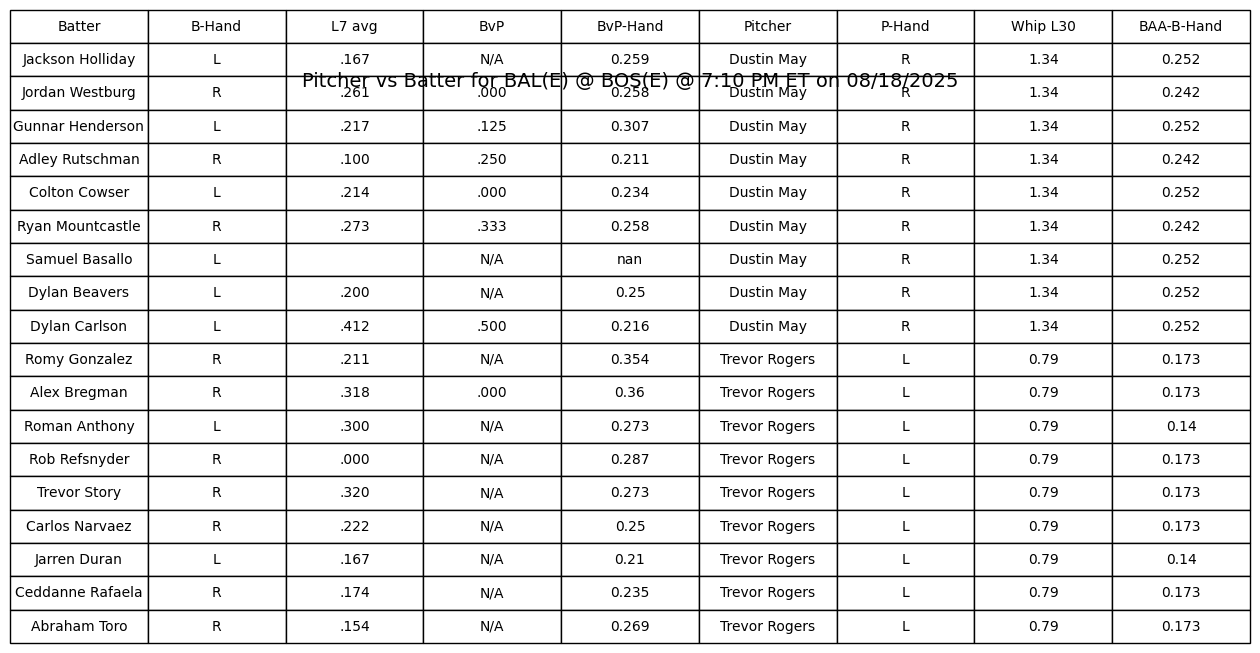 Batter B-Hand L7 avg BvP BvP-Hand Pitcher P-Hand Whip L30 BAA-B-Hand
Jackson Holliday L .167 N/A 0.259 Dustin May R 1.34 0.252
Pitcher vs Batter for BAL(E) @ BOS(E) @ 7:10 PM ET on 08/18/2025
Jordan Westburg R .261 .000 0.258 Dustin May R 1.34 0.242
Gunnar Henderson L .217 .125 0.307 Dustin May R 1.34 0.252
Adley Rutschman R .100 .250 0.211 Dustin May R 1.34 0.242
Colton Cowser L .214 .000 0.234 Dustin May R 1.34 0.252
Ryan Mountcastle R .273 .333 0.258 Dustin May R 1.34 0.242
Samuel Basallo L N/A nan Dustin May R 1.34 0.252
Dylan Beavers L .200 N/A 0.25 Dustin May R 1.34 0.252
Dylan Carlson L .412 .500 0.216 Dustin May R 1.34 0.252
Romy Gonzalez R .211 N/A 0.354 Trevor Rogers L 0.79 0.173
Alex Bregman R .318 .000 0.36 Trevor Rogers L 0.79 0.173
Roman Anthony L .300 N/A 0.273 Trevor Rogers L 0.79 0.14
Rob Refsnyder R .000 N/A 0.287 Trevor Rogers L 0.79 0.173
Trevor Story R .320 N/A 0.273 Trevor Rogers L 0.79 0.173
Carlos Narvaez R .222 N/A 0.25 Trevor Rogers L 0.79 0.173
Jarren Duran L .167 N/A 0.21 Trevor Rogers L 0.79 0.14
Ceddanne Rafaela R .174 N/A 0.235 Trevor Rogers L 0.79 0.173
Abraham Toro R .154 N/A 0.269 Trevor Rogers L 0.79 0.173